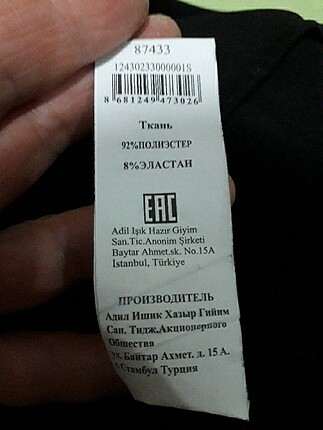 87433
12430233000001S
8 681249 473026
Ткань
92%ПОЛИЭСТЕР
8%ЭЛАСТАН
EAC
Adil Işık Hazır Giyim
San.Tic.Anonim Şirketi
Baytar Ahmet.sk. No.15A
İstanbul, Türkiye
ПРОИЗВОДИТЕЛЬ
Адил Ишик Хазыр Гийим
Сан. Тидж.Акционерного
Общества
ул. Байтар Ахмет. д. 15 А.
г.Стамбул Турция